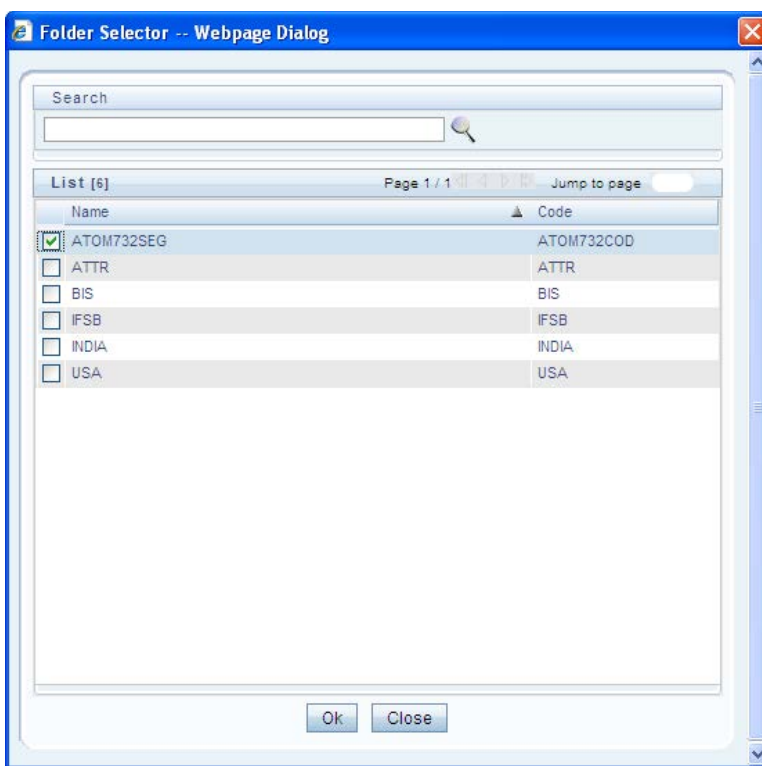 Folder Selector -- Webpage Dialog
Search
List [6] Page 1 / 1 Jump to page
Name Code
ATOM732SEG ATOM732COD
ATTR ATTR
BIS BIS
IFSB IFSB
INDIA INDIA
USA USA
Ok Close